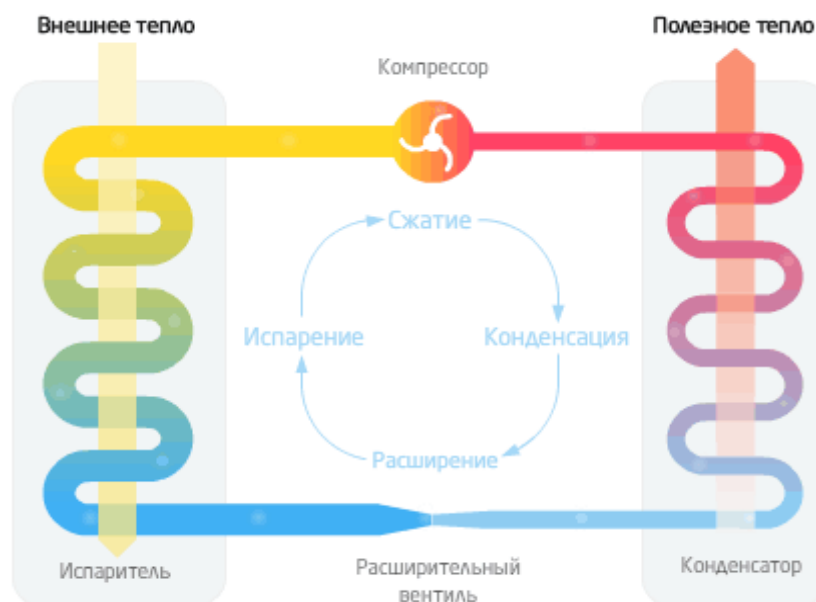 Внешнее тепло
Полезное тепло
Компрессор
Сжатие
Испарение
Конденсация
Расширение
Испаритель
Расширительный
вентиль
Конденсатор